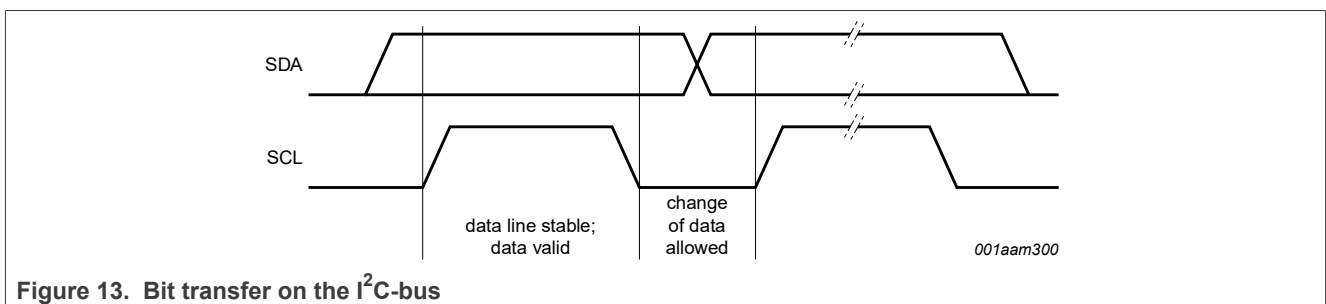 SDA
SCL
data line stable;
data valid
change
of data
allowed
001aam300
Figure 13. Bit transfer on the I²C-bus